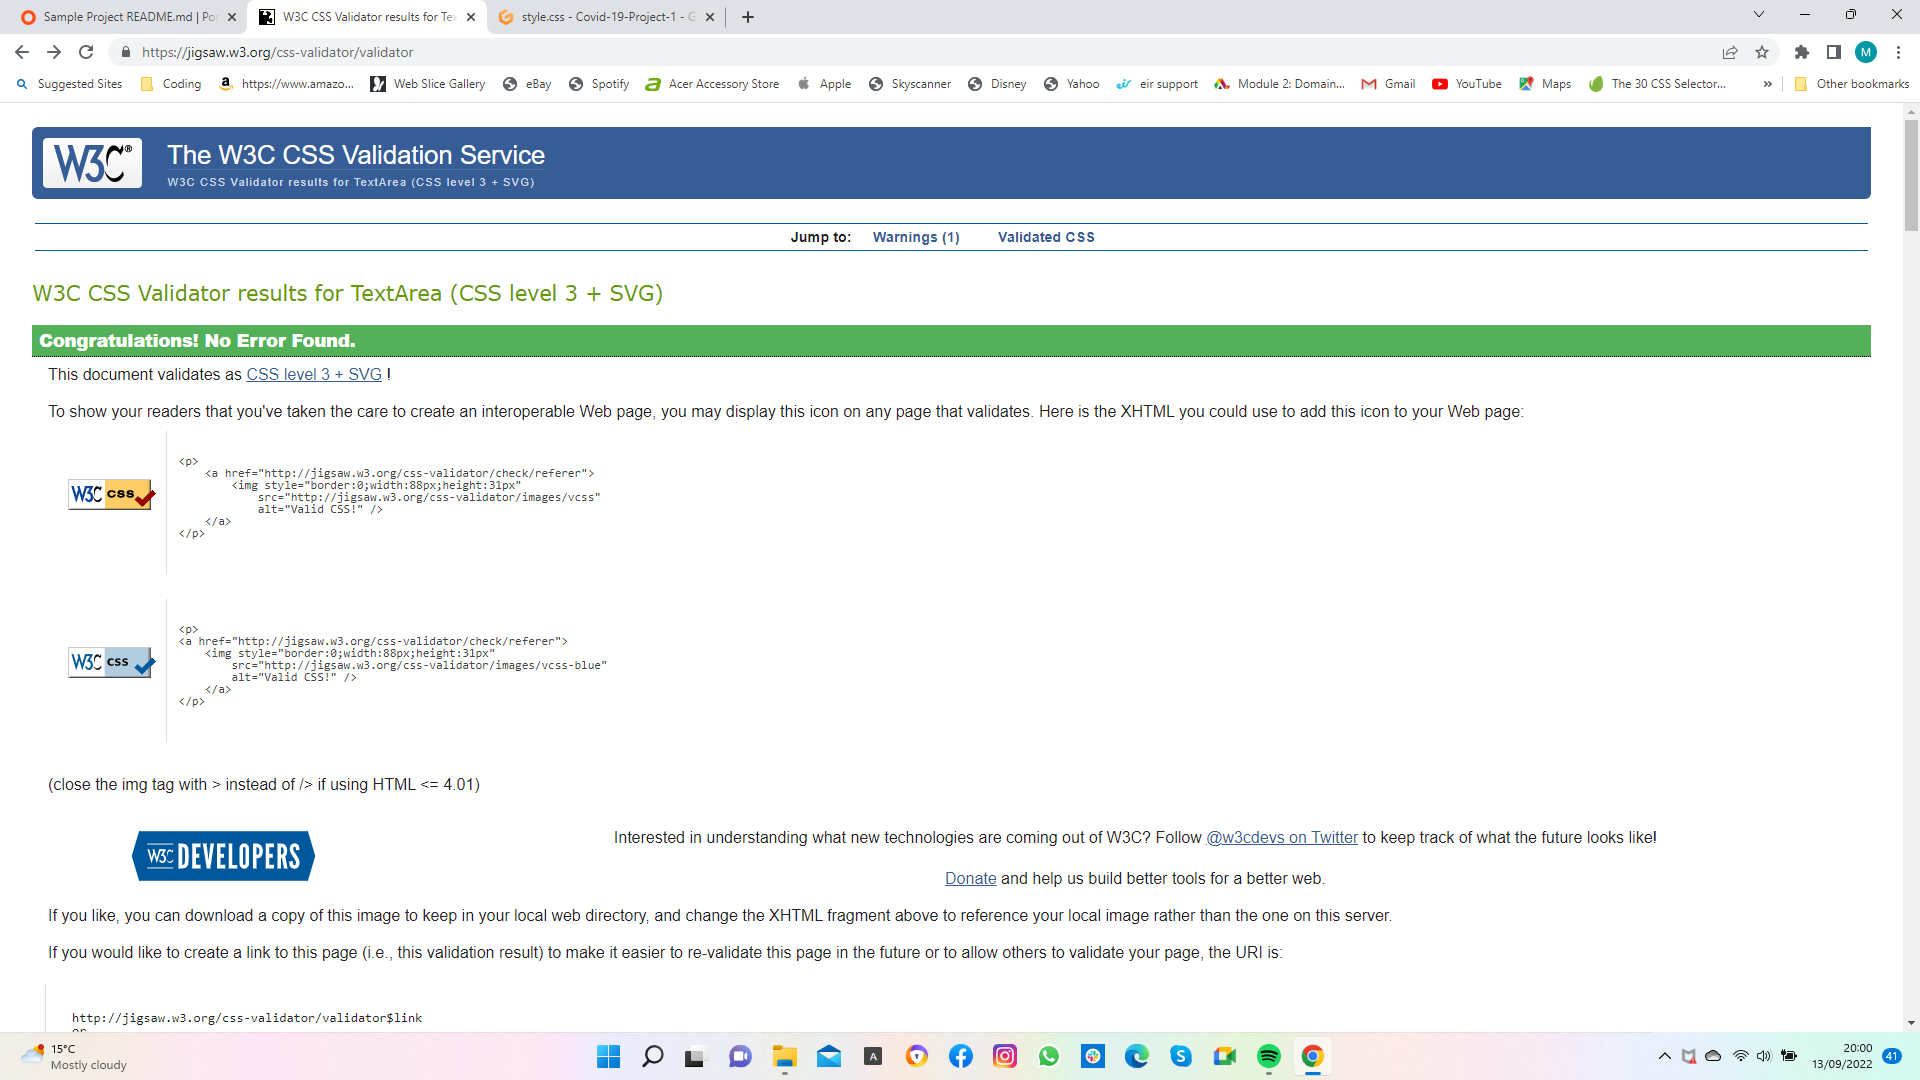 Sample Project README.md | Por
W3C CSS Validator results for Tex
style.css - Covid-19-Project-1 - G
https://jigsaw.w3.org/css-validator/validator
M
Suggested Sites
Coding
https://www.amazo...
Web Slice Gallery
eBay
Spotify
Acer Accessory Store
Apple
Skyscanner
Disney
Yahoo
eir support
Module 2: Domain...
Gmail
YouTube
Maps
The 30 CSS Selector...
»
Other bookmarks
W3C®
The W3C CSS Validation Service
W3C CSS Validator results for TextArea (CSS level 3 + SVG)
Jump to: Warnings (1) Validated CSS
W3C CSS Validator results for TextArea (CSS level 3 + SVG)
Congratulations! No Error Found.
This document validates as CSS level 3 + SVG !
To show your readers that you've taken the care to create an interoperable Web page, you may display this icon on any page that validates. Here is the XHTML you could use to add this icon to your Web page:
W3C css
<p>
<a href="http://jigsaw.w3.org/css-validator/check/referer">
<img style="border:0;width:88px;height:31px"
src="http://jigsaw.w3.org/css-validator/images/vcss"
alt="Valid CSS!" />
</a>
</p>
W3C css
<p>
<a href="http://jigsaw.w3.org/css-validator/check/referer">
<img style="border:0;width:88px;height:31px"
src="http://jigsaw.w3.org/css-validator/images/vcss-blue"
alt="Valid CSS!" />
</a>
</p>
(close the img tag with > instead of /> if using HTML <= 4.01)
W3C DEVELOPERS
Interested in understanding what new technologies are coming out of W3C? Follow @w3cdevs on Twitter to keep track of what the future looks like!
Donate and help us build better tools for a better web.
If you like, you can download a copy of this image to keep in your local web directory, and change the XHTML fragment above to reference your local image rather than the one on this server.
If you would like to create a link to this page (i.e., this validation result) to make it easier to re-validate this page in the future or to allow others to validate your page, the URI is:
http://jigsaw.w3.org/css-validator/validator$link
15°C
Mostly cloudy
A
20:00
13/09/2022
41